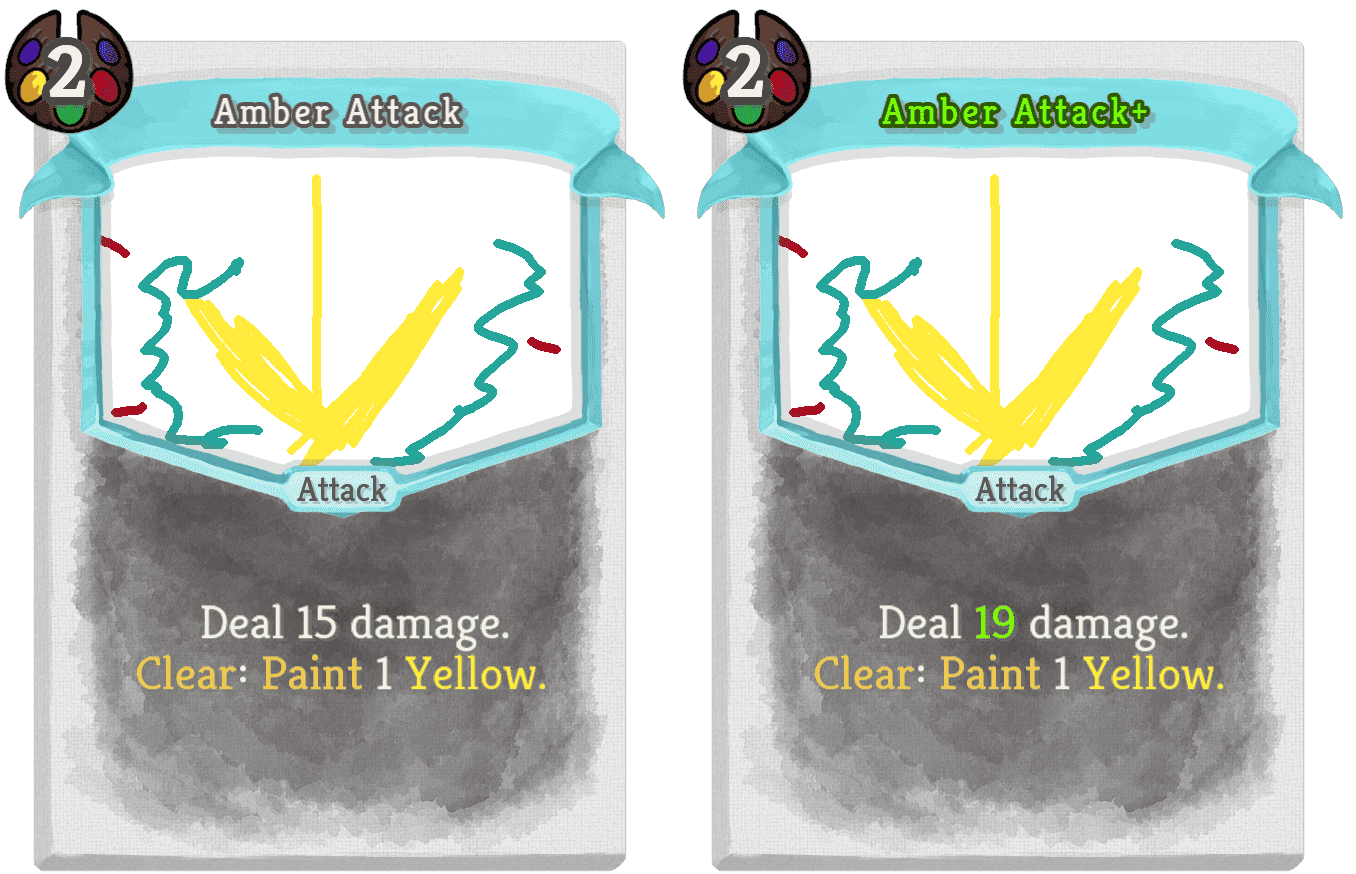 2
Amber Attack
Attack
Deal 15 damage.
Clear: Paint 1 Yellow.
2
Amber Attack+
Attack
Deal 19 damage.
Clear: Paint 1 Yellow.